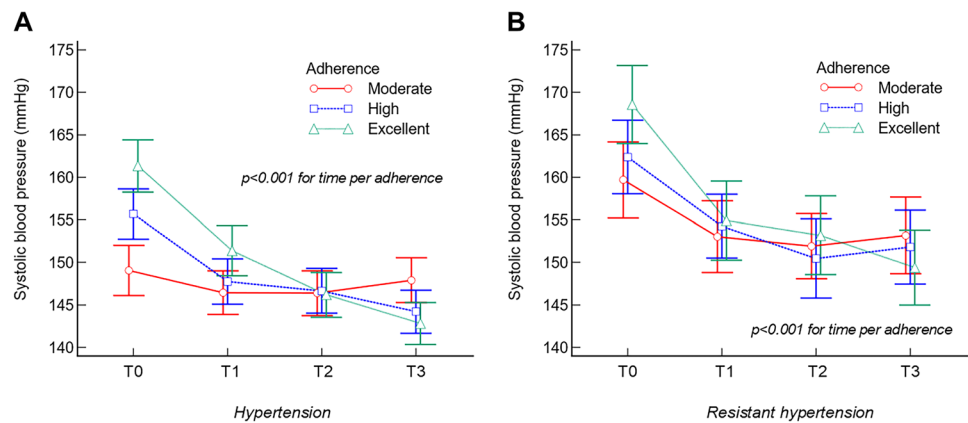 A
Systolic blood pressure (mmHg)
175
170
165
160
155
150
145
140
Adherence
Moderate
High
Excellent
p<0.001 for time per adherence
T0 T1 T2 T3
Hypertension
B
Systolic blood pressure (mmHg)
175
170
165
160
155
150
145
140
Adherence
Moderate
High
Excellent
p<0.001 for time per adherence
T0 T1 T2 T3
Resistant hypertension